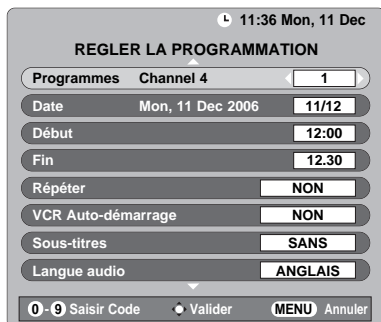 11:36 Mon, 11 Dec
REGLER LA PROGRAMMATION
Programmes Channel 4 1
Date Mon, 11 Dec 2006 11/12
Début 12:00
Fin 12.30
Répéter NON
VCR Auto-démarrage NON
Sous-titres SANS
Langue audio ANGLAIS
0 - 9 Saisir Code Valider MENU Annuler